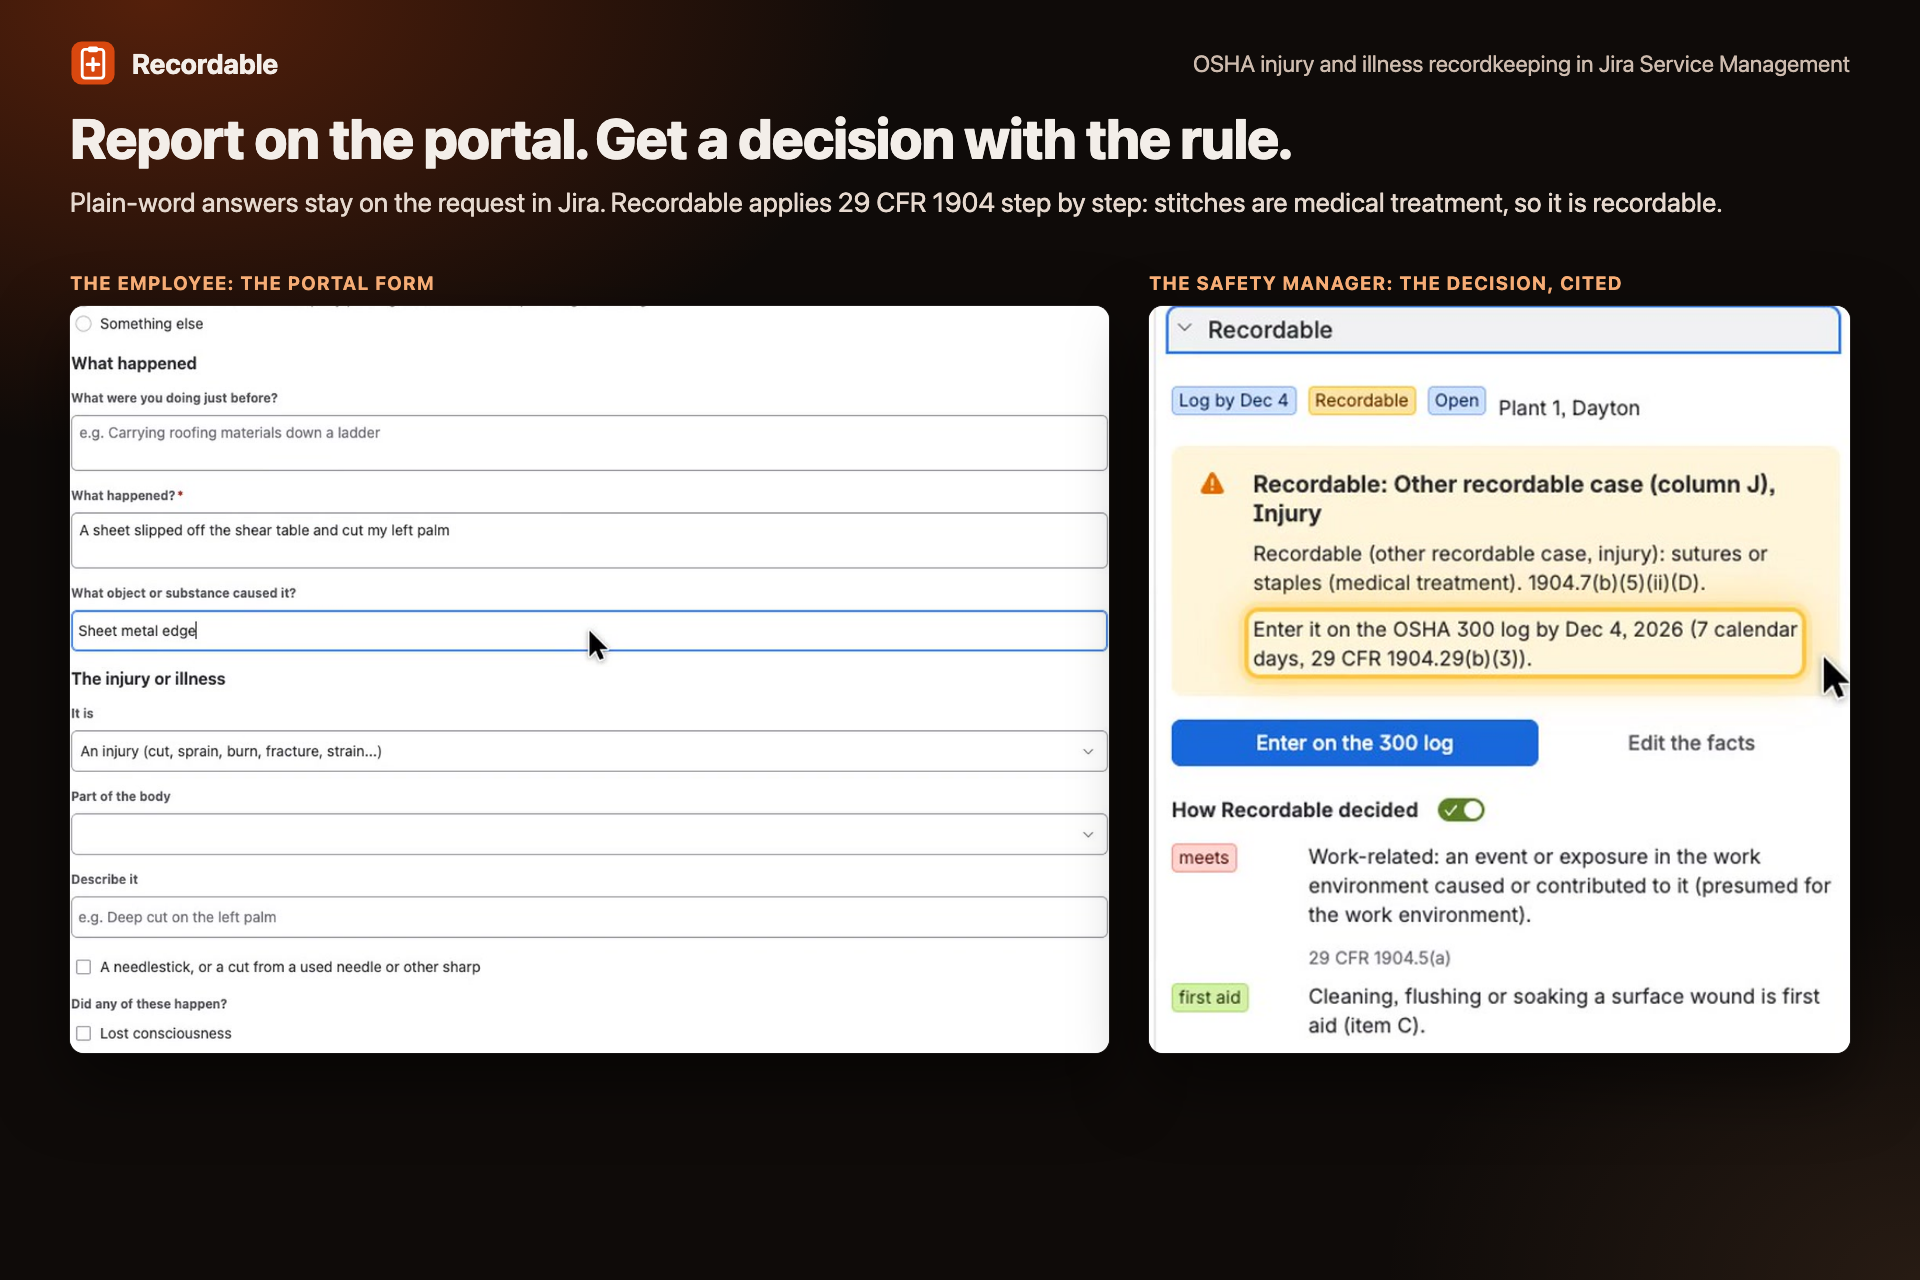 Recordable
OSHA injury and illness recordkeeping in Jira Service Management
Report on the portal. Get a decision with the rule.
Plain-word answers stay on the request in Jira. Recordable applies 29 CFR 1904 step by step: stitches are medical treatment, so it is recordable.
THE EMPLOYEE: THE PORTAL FORM
Something else
What happened
What were you doing just before?
e.g. Carrying roofing materials down a ladder
What happened?*
A sheet slipped off the shear table and cut my left palm
What object or substance caused it?
Sheet metal edge
The injury or illness
It is
An injury (cut, sprain, burn, fracture, strain...)
Part of the body
Describe it
e.g. Deep cut on the left palm
A needlestick, or a cut from a used needle or other sharp
Did any of these happen?
Lost consciousness
THE SAFETY MANAGER: THE DECISION, CITED
Recordable
Log by Dec 4 Recordable Open Plant 1, Dayton
Recordable: Other recordable case (column J),
Injury
Recordable (other recordable case, injury): sutures or
staples (medical treatment). 1904.7(b)(5)(ii)(D).
Enter it on the OSHA 300 log by Dec 4, 2026 (7 calendar
days, 29 CFR 1904.29(b)(3)).
Enter on the 300 log Edit the facts
How Recordable decided
meets Work-related: an event or exposure in the work
environment caused or contributed to it (presumed for
the work environment).
29 CFR 1904.5(a)
first aid Cleaning, flushing or soaking a surface wound is first
aid (item C).